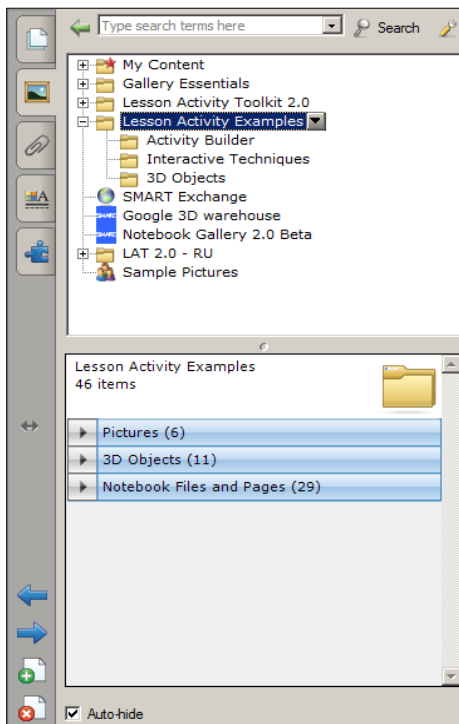 Type search terms here
Search
My Content
Gallery Essentials
Lesson Activity Toolkit 2.0
Lesson Activity Examples
Activity Builder
Interactive Techniques
3D Objects
SMART Exchange
SMART Google 3D warehouse
SMART Notebook Gallery 2.0 Beta
LAT 2.0 - RU
Sample Pictures
Lesson Activity Examples
46 items
Pictures (6)
3D Objects (11)
Notebook Files and Pages (29)
Auto-hide